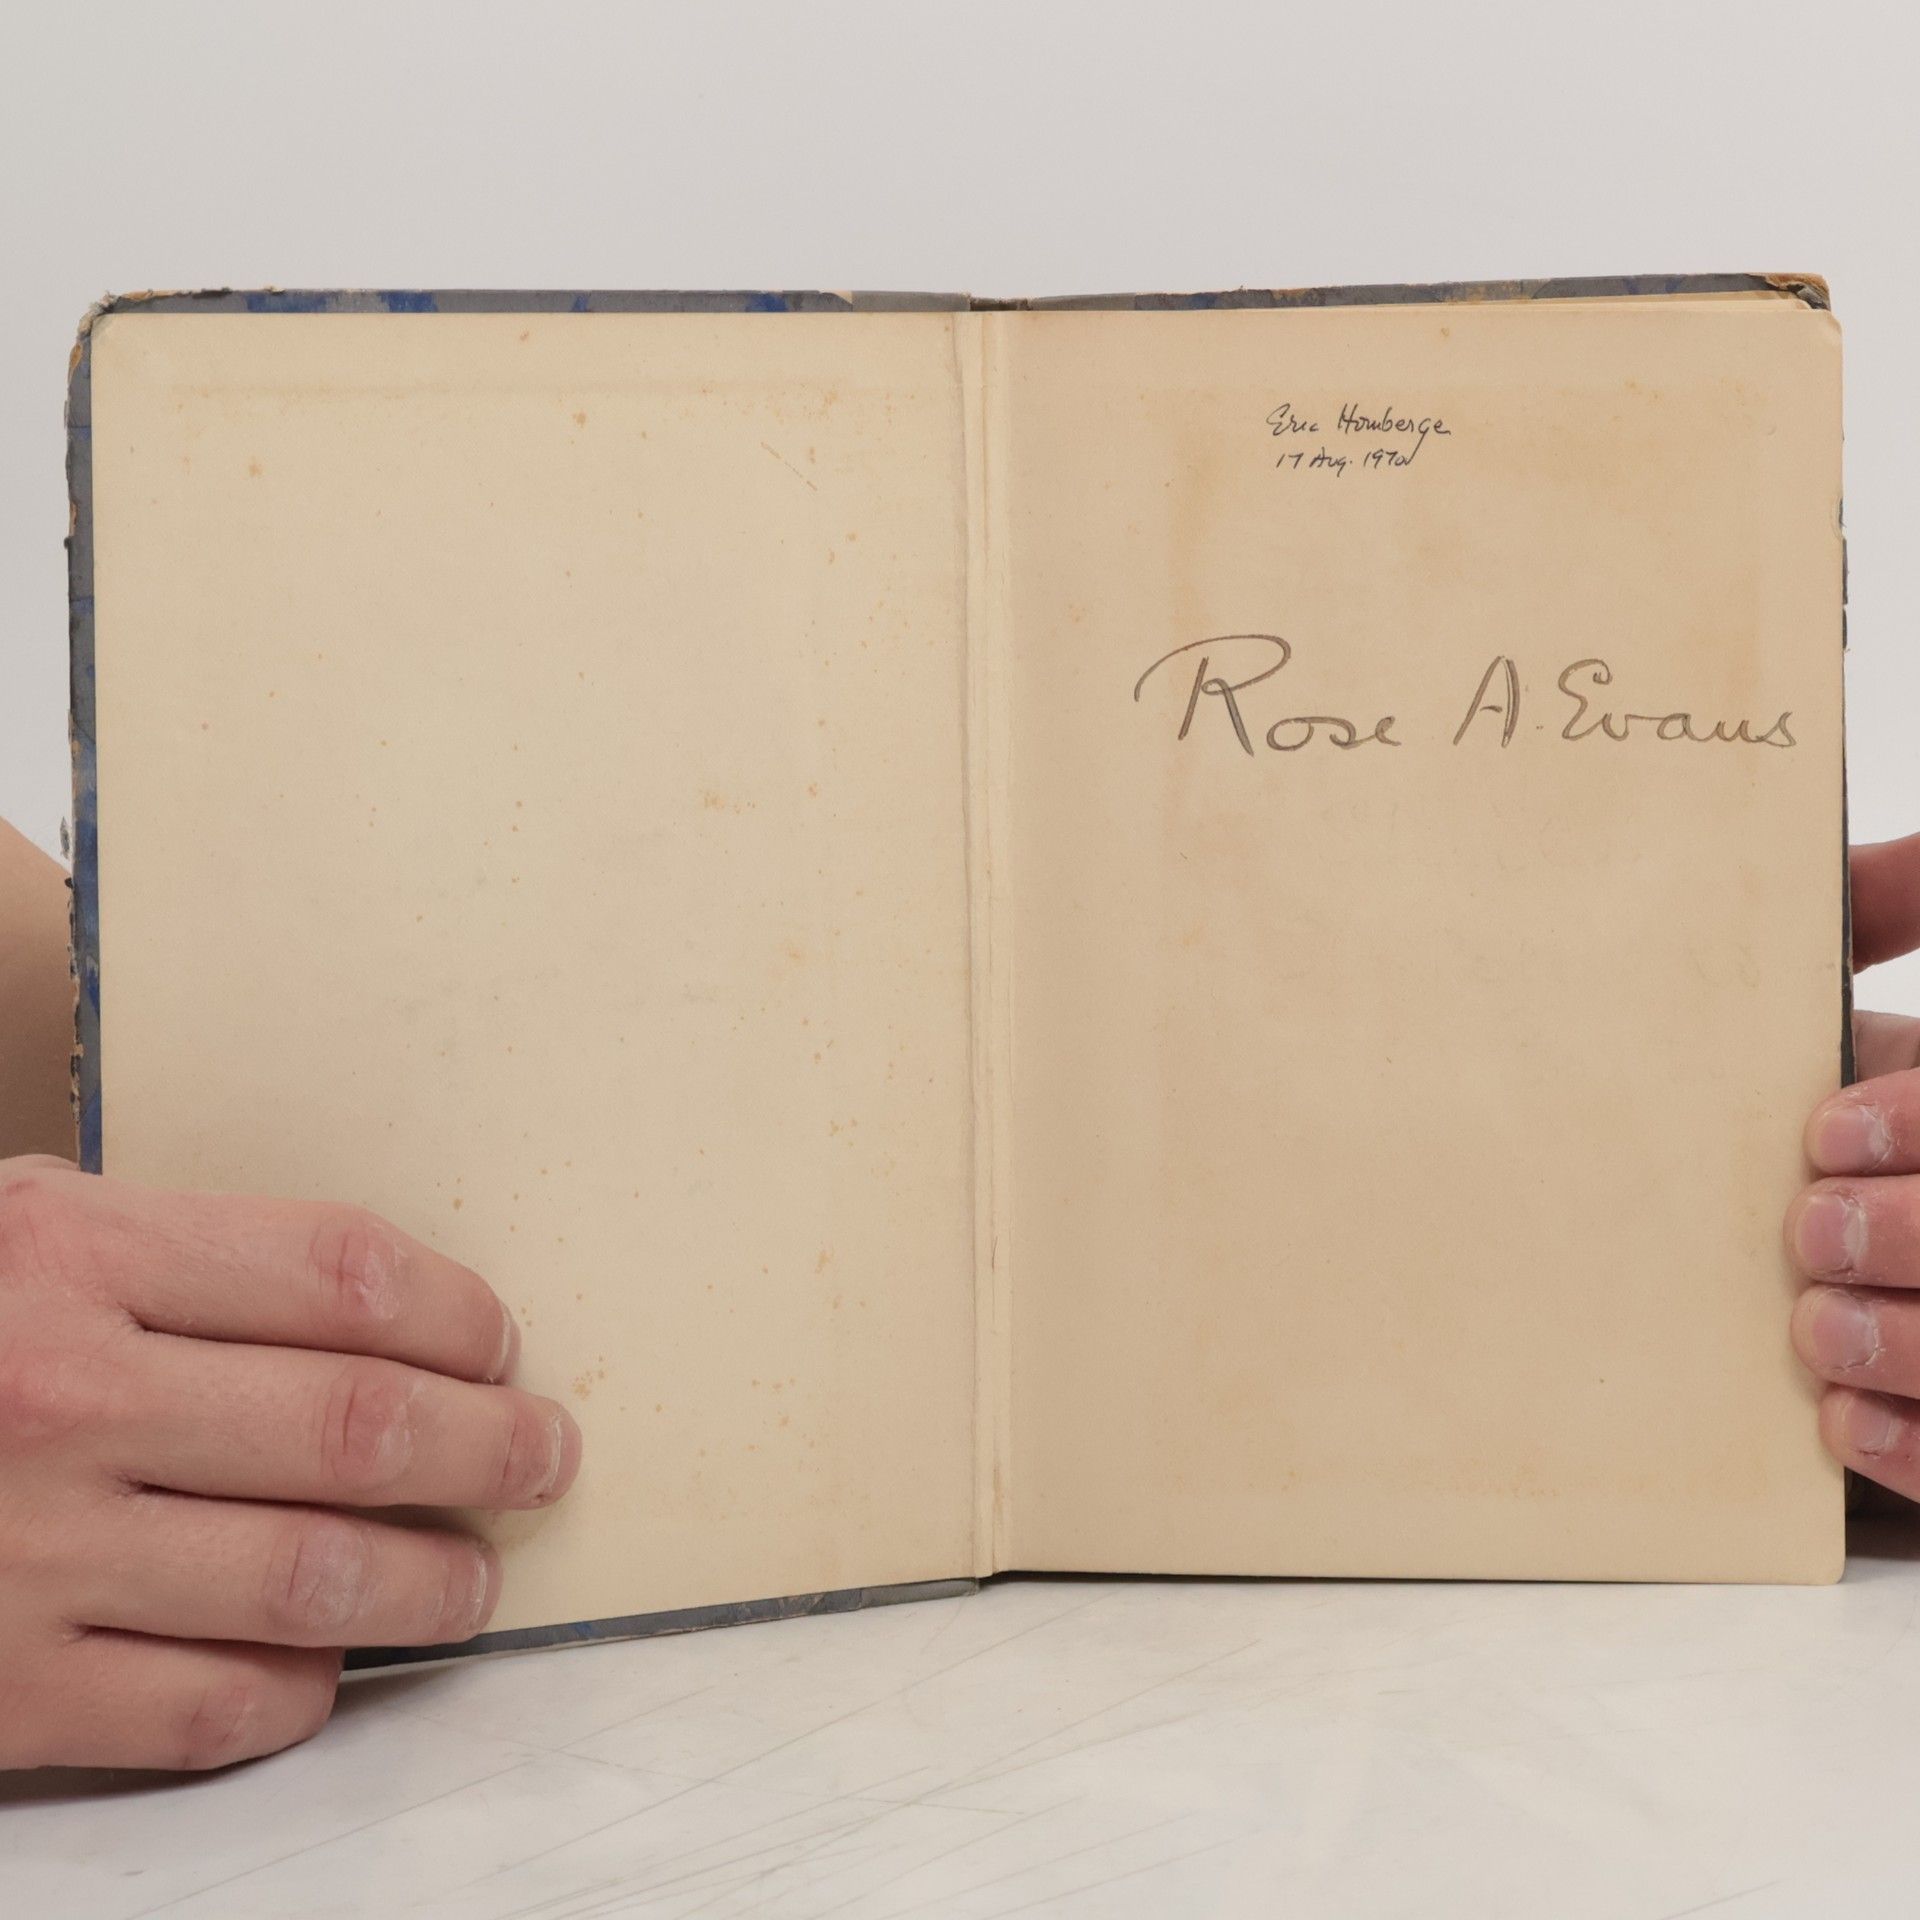 Eric Homberger
17 Aug. 1970
Rose A. Evans